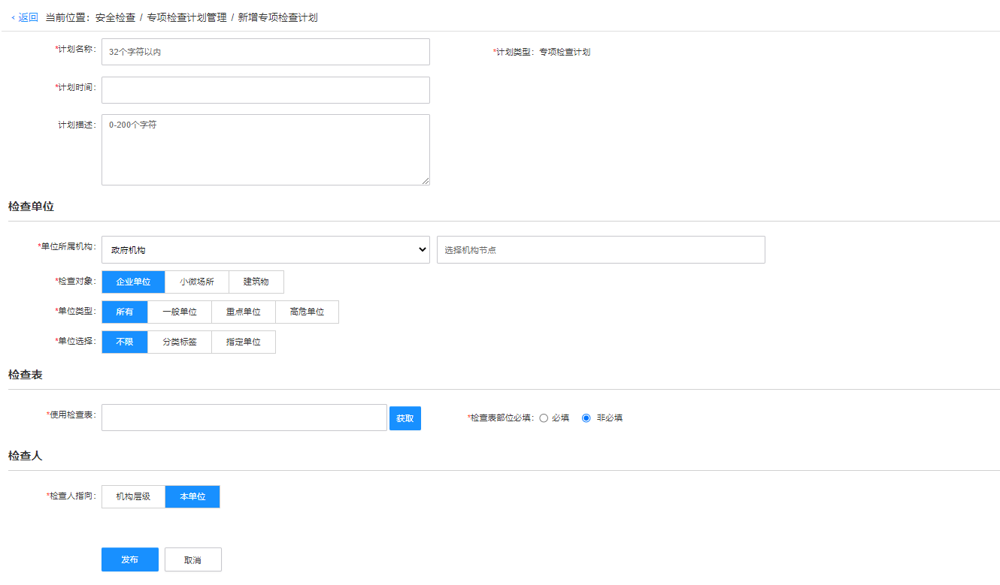 ‹ 返回 当前位置：安全检查 / 专项检查计划管理 / 新增专项检查计划
*计划名称： 32个字符以内 *计划类型：专项检查计划
*计划时间：
计划描述： 0-200个字符
检查单位
*单位所属机构： 政府机构 选择机构节点
*检查对象： 企业单位 小微场所 建筑物
*单位类型： 所有 一般单位 重点单位 高危单位
*单位选择： 不限 分类标签 指定单位
检查表
*使用检查表： 获取 *检查表部位必填： 必填 非必填
检查人
*检查人指向： 机构层级 本单位
发布 取消